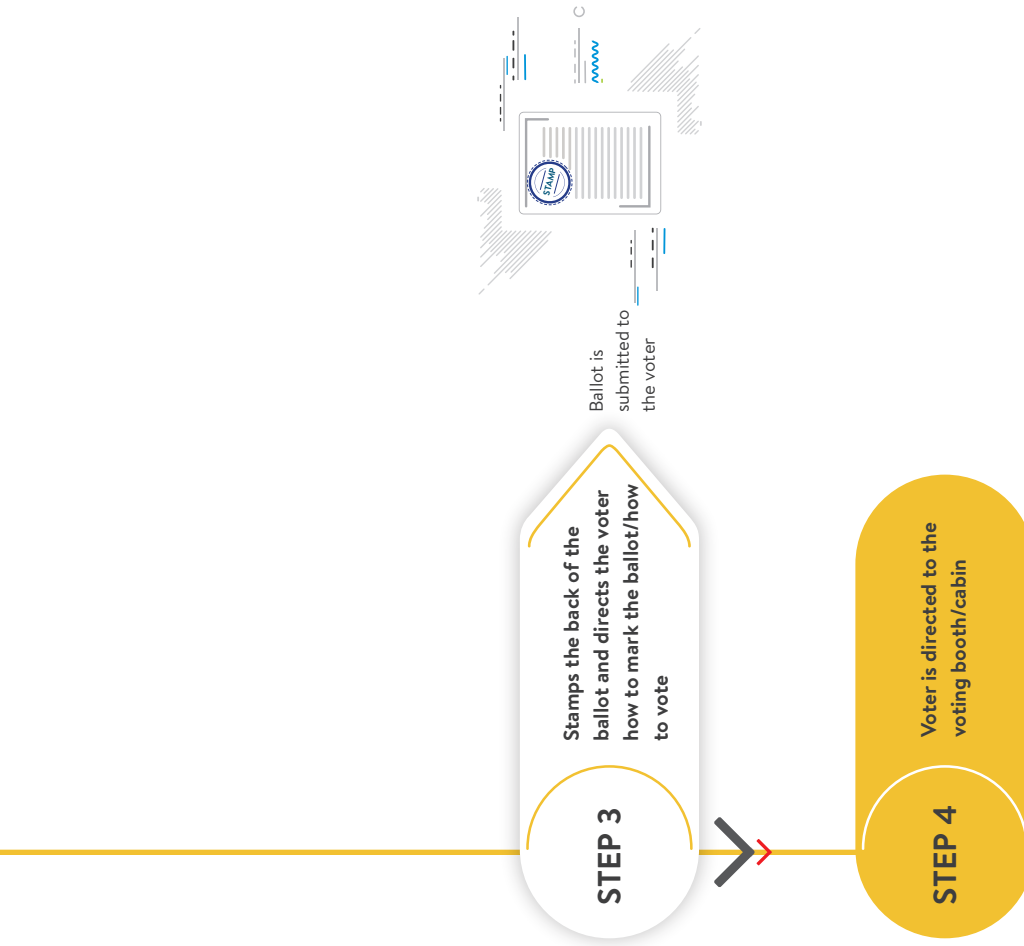 STEP 3
Stamps the back of the
ballot and directs the voter
how to mark the ballot/how
to vote
Ballot is
submitted to
the voter
STAMP
STEP 4
Voter is directed to the
voting booth/cabin